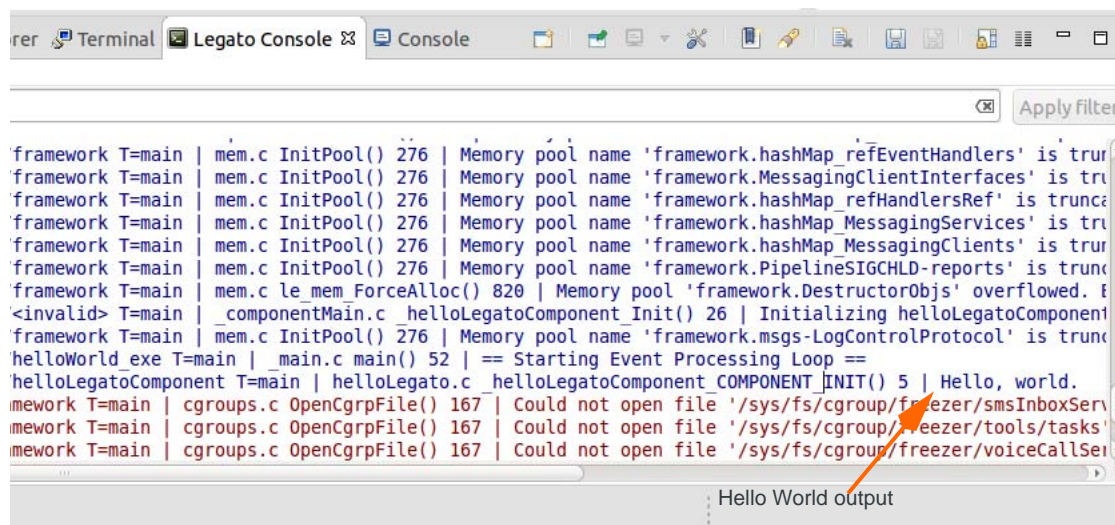 rer Terminal Legato Console Console
Apply filter
'framework T=main | mem.c InitPool() 276 | Memory pool name 'framework.hashMap_refEventHandlers' is trun
'framework T=main | mem.c InitPool() 276 | Memory pool name 'framework.MessagingClientInterfaces' is tru
'framework T=main | mem.c InitPool() 276 | Memory pool name 'framework.hashMap_refHandlersRef' is trunca
'framework T=main | mem.c InitPool() 276 | Memory pool name 'framework.hashMap_MessagingServices' is tru
'framework T=main | mem.c InitPool() 276 | Memory pool name 'framework.hashMap_MessagingClients' is trun
'framework T=main | mem.c InitPool() 276 | Memory pool name 'framework.PipelineSIGCHLD-reports' is trunc
'framework T=main | mem.c le_mem_ForceAlloc() 820 | Memory pool 'framework.DestructorObjs' overflowed. E
'<invalid> T=main | _componentMain.c _helloLegatoComponent_Init() 26 | Initializing helloLegatoComponent
'framework T=main | mem.c InitPool() 276 | Memory pool name 'framework.msgs-LogControlProtocol' is trunc
'helloWorld_exe T=main | _main.c main() 52 | == Starting Event Processing Loop ==
'helloLegatoComponent T=main | helloLegato.c _helloLegatoComponent_COMPONENT_INIT() 5 | Hello, world.
mework T=main | cgroups.c OpenCgrpFile() 167 | Could not open file '/sys/fs/cgroup/freezer/smsInboxServ
mework T=main | cgroups.c OpenCgrpFile() 167 | Could not open file '/sys/fs/cgroup/freezer/tools/tasks'
mework T=main | cgroups.c OpenCgrpFile() 167 | Could not open file '/sys/fs/cgroup/freezer/voiceCallSer
Hello World output